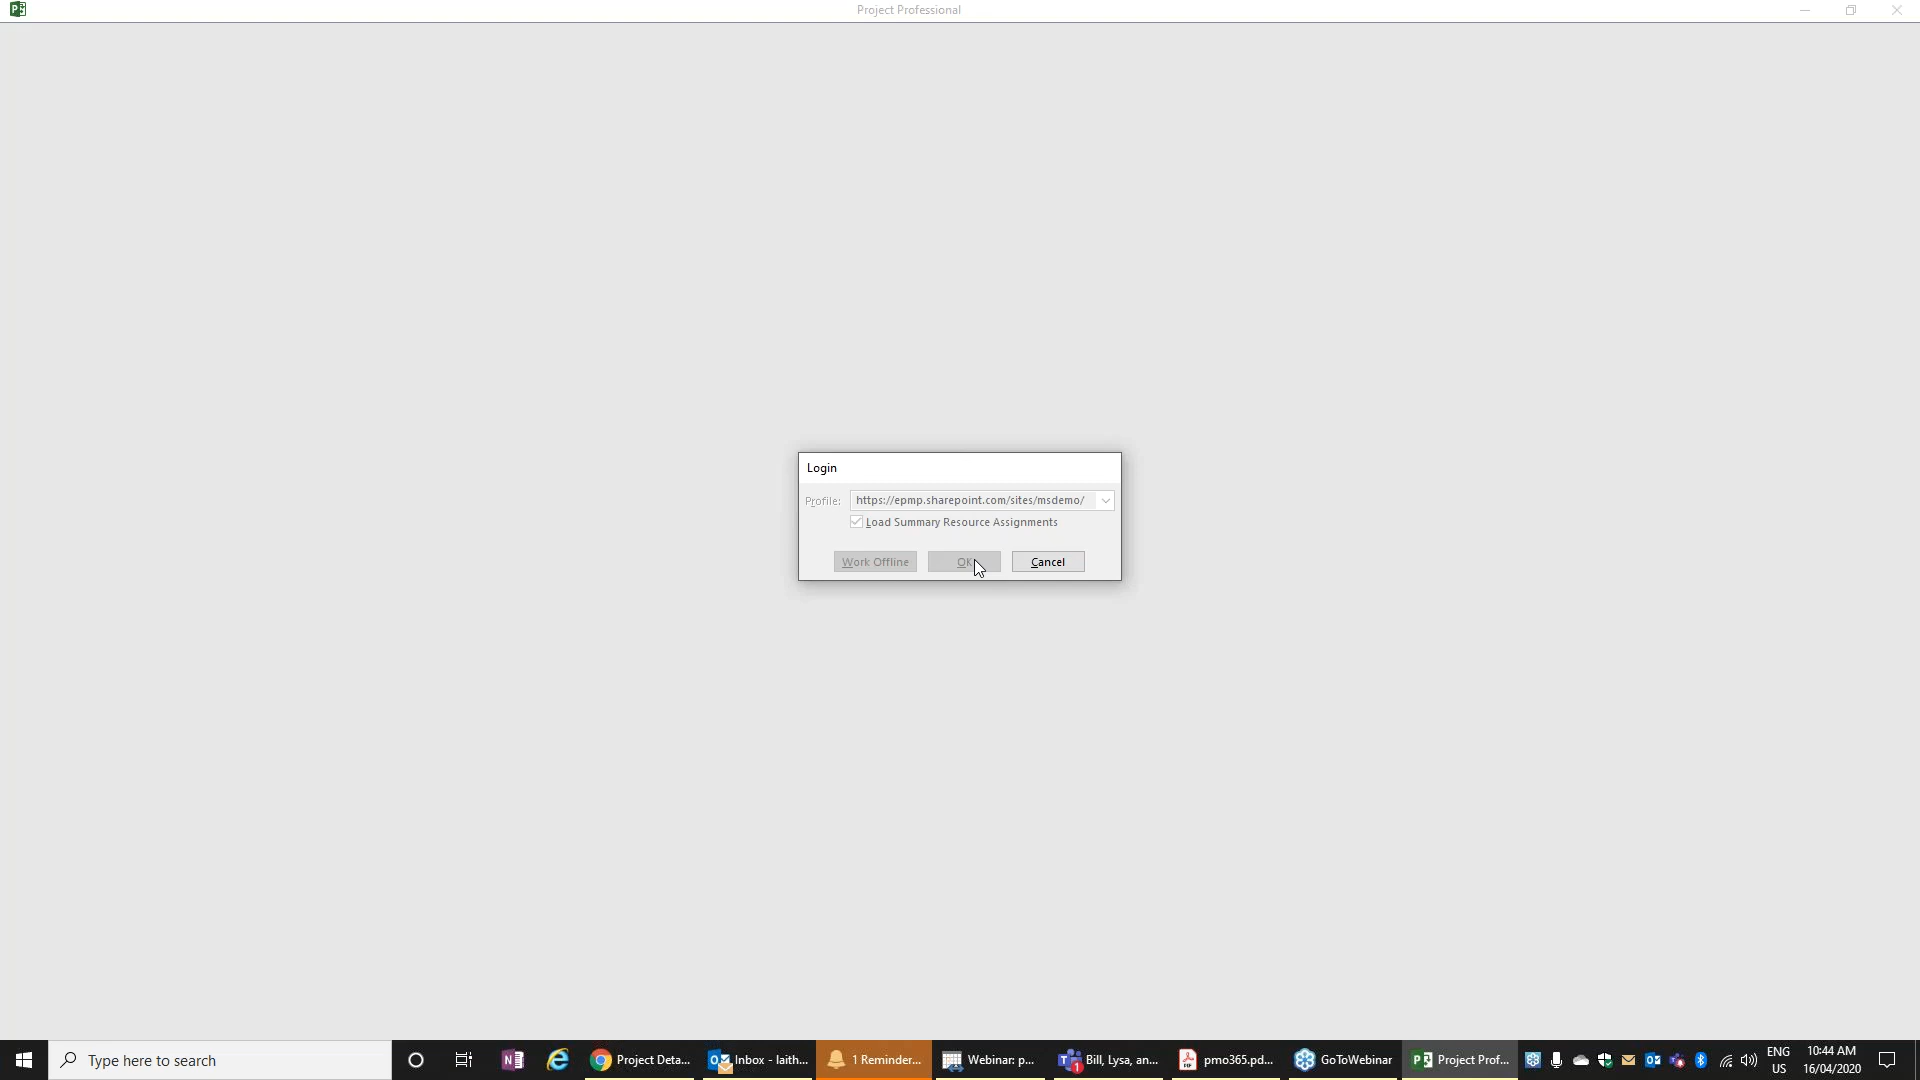 Project Professional
Login
Profile:
https://epmp.sharepoint.com/sites/msdemo/
Load Summary Resource Assignments
Work Offline
OK
Cancel
Type here to search
Project Deta...
Inbox - laith...
1 Reminder...
Webinar: p...
Bill, Lysa, an...
pmo365.pd...
GoToWebinar
Project Prof...
ENG
US
10:44 AM
16/04/2020